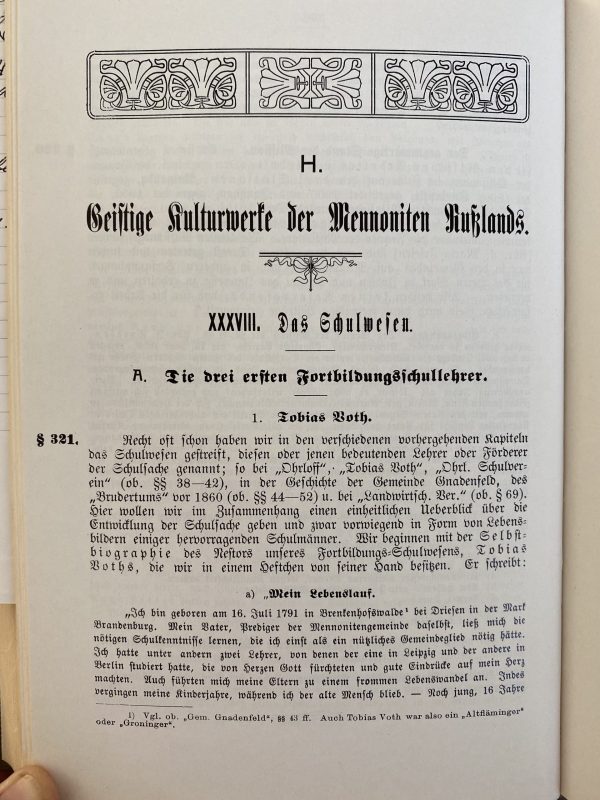 H.
Geistige Kulturwerke der Mennoniten Rußlands.
XXXVIII. Das Schulwesen.
A. Die drei ersten Fortbildungsschullehrer.
1. Tobias Voth.
§ 321. Recht oft schon haben wir in den verschiedenen vorhergehenden Kapiteln
das Schulwesen gestreift, diesen oder jenen bedeutenden Lehrer oder Förderer
der Schulsache genannt; so bei „Ohrloff“, „Tobias Voth“, „Ohrl. Schulver-
ein“ (ob. §§ 38—42), in der Geschichte der Gemeinde Gnadenfeld, des
„Brudertums“ vor 1860 (ob. §§ 44—52) u. bei „Landwirtsch. Ver.“ (ob. § 69).
Hier wollen wir im Zusammenhang einen einheitlichen Ueberblick über die
Entwicklung der Schulsache geben und zwar vorwiegend in Form von Lebens-
bildern einiger hervorragenden Schulmänner. Wir beginnen mit der Selbst-
biographie des Nestors unseres Fortbildungs-Schulwesens, Tobias
Voths, die wir in einem Heftchen von seiner Hand besitzen. Er schreibt:
a) „Mein Lebenslauf.
„Ich bin geboren am 16. Juli 1791 in Brenkenhofswalde¹ bei Driesen in der Mark
Brandenburg. Mein Vater, Prediger der Mennonitengemeinde daselbst, ließ mich die
nötigen Schulkenntnisse lernen, die ich einst als ein nützliches Gemeindeglied nötig hätte.
Ich hatte unter andern zwei Lehrer, von denen der eine in Leipzig und der andere in
Berlin studiert hatte, die von Herzen Gott fürchteten und gute Eindrücke auf mein Herz
machten. Auch führten mich meine Eltern zu einem frommen Lebenswandel an. Indes
vergingen meine Kinderjahre, während ich der alte Mensch blieb. — Noch jung, 16 Jahre
1) Vgl. ob. „Gem. Gnadenfeld“, §§ 43 ff. Auch Tobias Voth war also ein „Altfläminger“
oder „Groninger“.